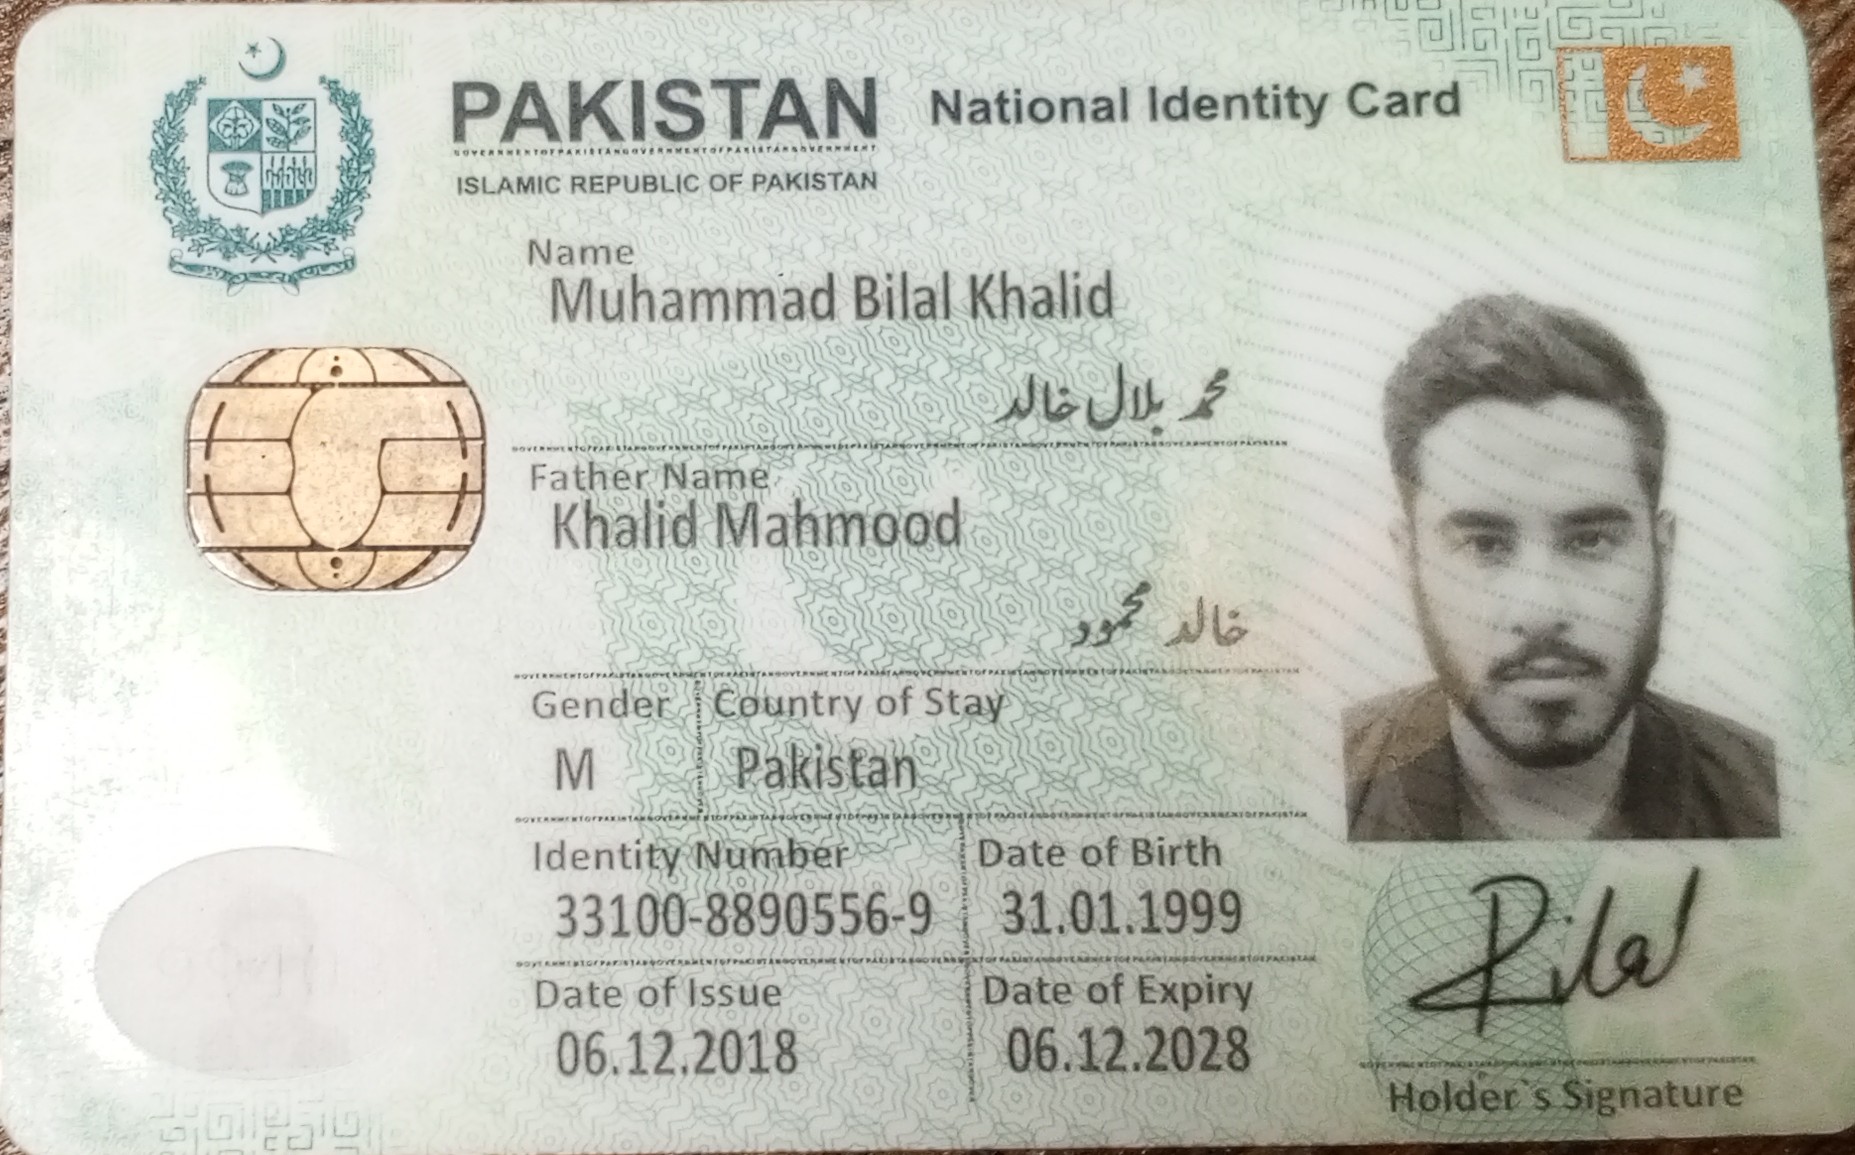 PAKISTAN National Identity Card
ISLAMIC REPUBLIC OF PAKISTAN
Name
Muhammad Bilal Khalid
محمد بلال خالد
Father Name
Khalid Mahmood
خالد محمود
Gender Country of Stay
M Pakistan
Identity Number Date of Birth
33100-8890556-9 31.01.1999
Date of Issue Date of Expiry
06.12.2018 06.12.2028
Bilal
Holder`s Signature